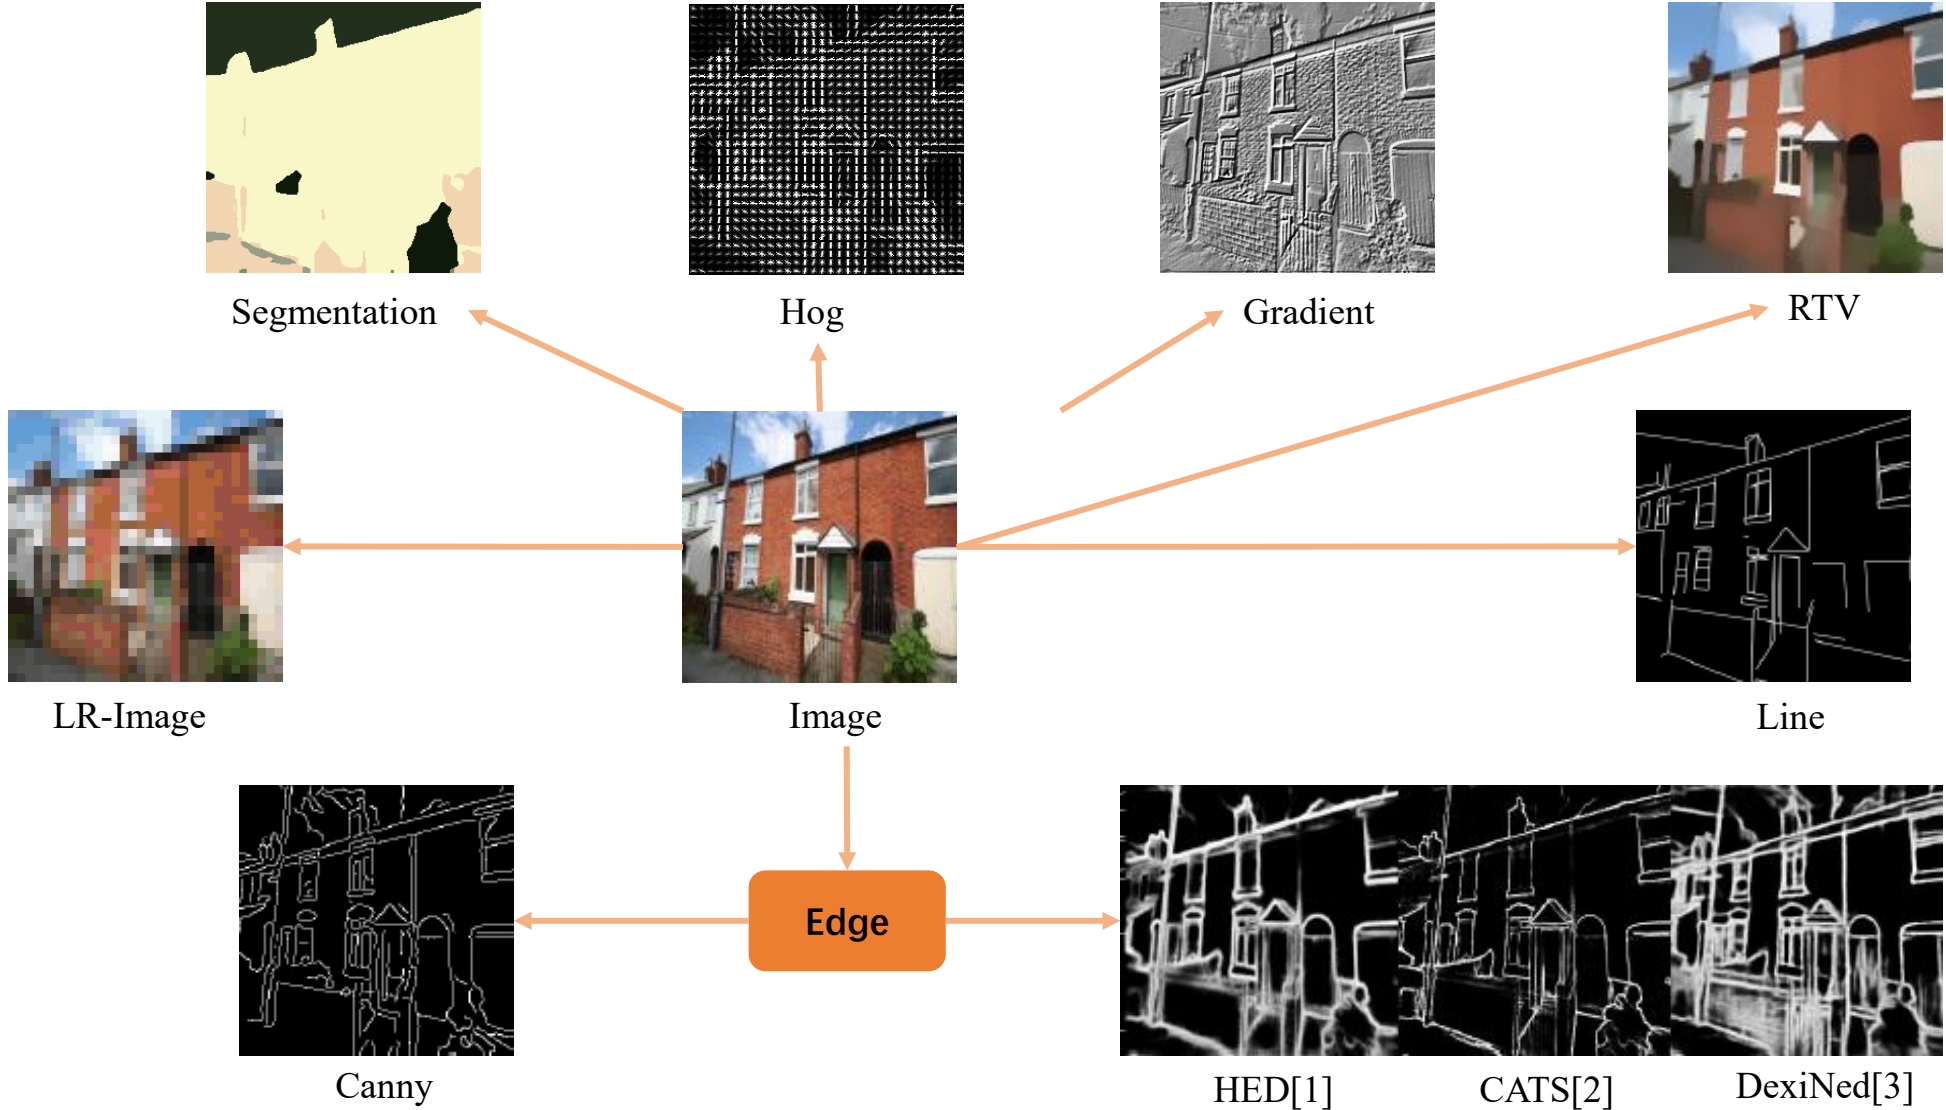 Segmentation
Hog
Gradient
RTV
LR-Image
Image
Line
Edge
Canny
HED[1]
CATS[2]
DexiNed[3]